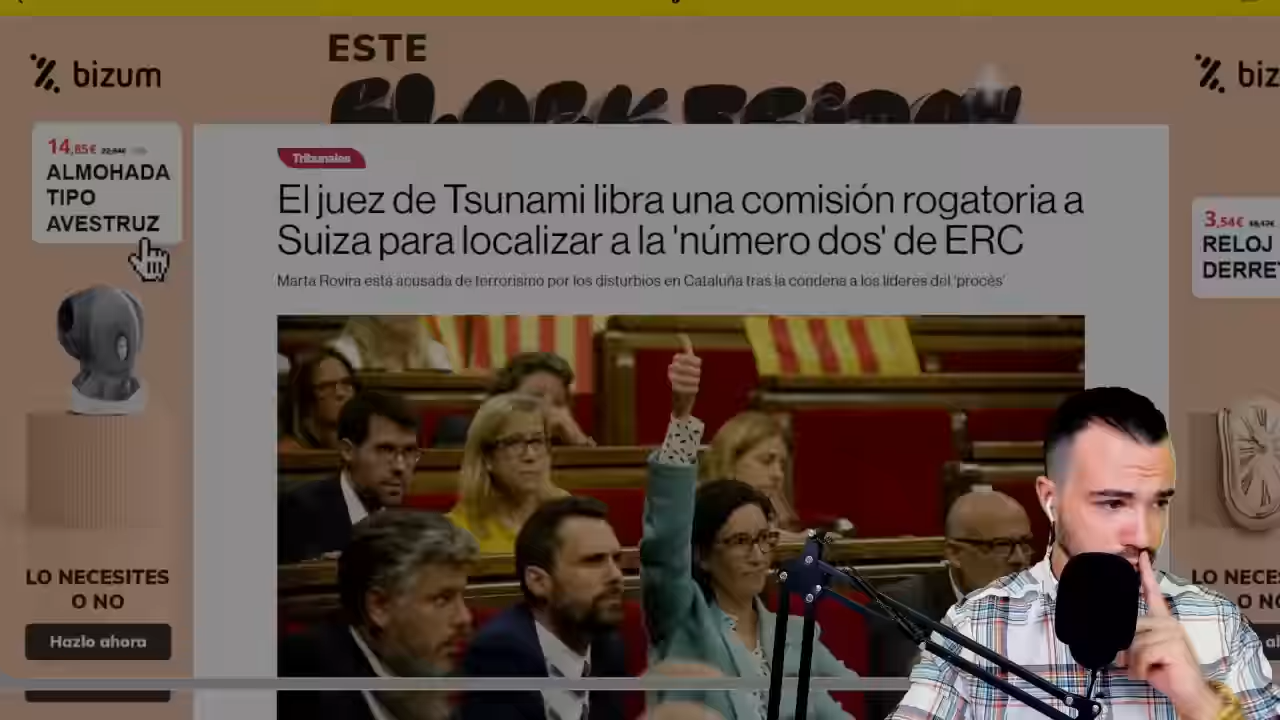 ESTE
bizum
biz
14,85€
ALMOHADA
TIPO
AVESTRUZ
Tribunales
El juez de Tsunami libra una comisión rogatoria a
Suiza para localizar a la 'número dos' de ERC
Marta Rovira está acusada de terrorismo por los disturbios en Cataluña tras la condena a los líderes del 'procés'
3,54€
RELOJ
DERRET
LO NECESITES
O NO
Hazlo ahora
LO NECE
O NO